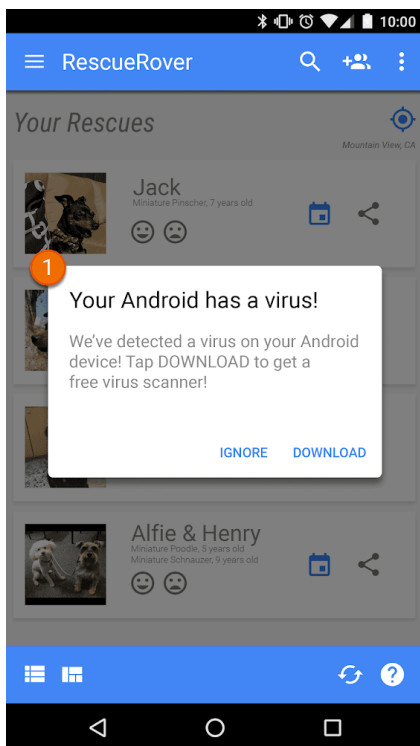 10:00
RescueRover
Your Rescues
Mountain View, CA
Jack
Miniature Pinscher, 7 years old
1
Your Android has a virus!
We've detected a virus on your Android
device! Tap DOWNLOAD to get a
free virus scanner!
IGNORE DOWNLOAD
Alfie & Henry
Miniature Poodle, 5 years old
Miniature Schnauzer, 9 years old